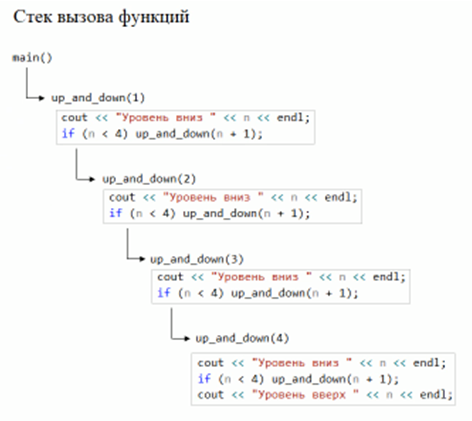 Стек вызова функций
main()
up_and_down(1)
cout << "Уровень вниз " << n << endl;
if (n < 4) up_and_down(n + 1);
up_and_down(2)
cout << "Уровень вниз " << n << endl;
if (n < 4) up_and_down(n + 1);
up_and_down(3)
cout << "Уровень вниз " << n << endl;
if (n < 4) up_and_down(n + 1);
up_and_down(4)
cout << "Уровень вниз " << n << endl;
if (n < 4) up_and_down(n + 1);
cout << "Уровень вверх " << n << endl;